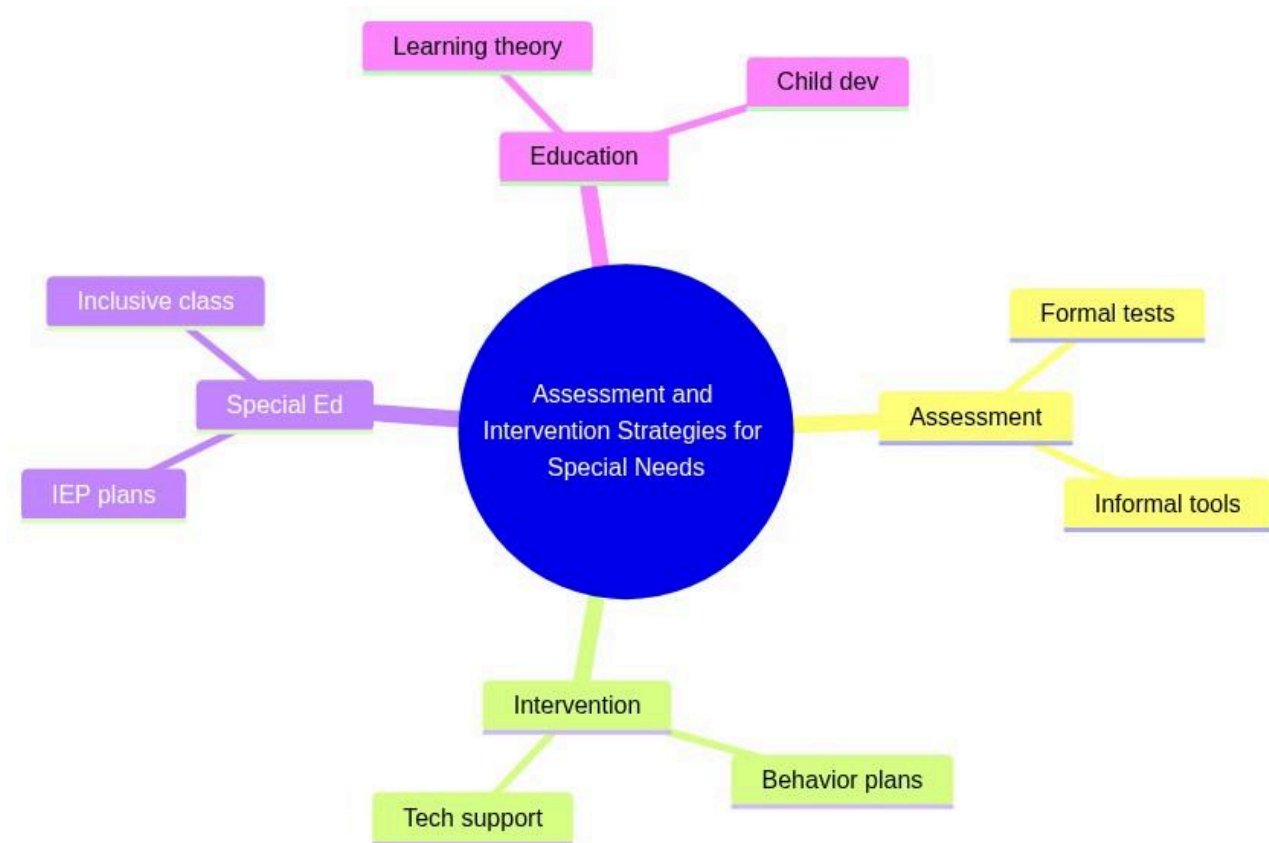 Learning theory
Child dev
Education
Inclusive class
Formal tests
Special Ed
Assessment and
Intervention Strategies for
Special Needs
Assessment
IEP plans
Informal tools
Intervention
Behavior plans
Tech support